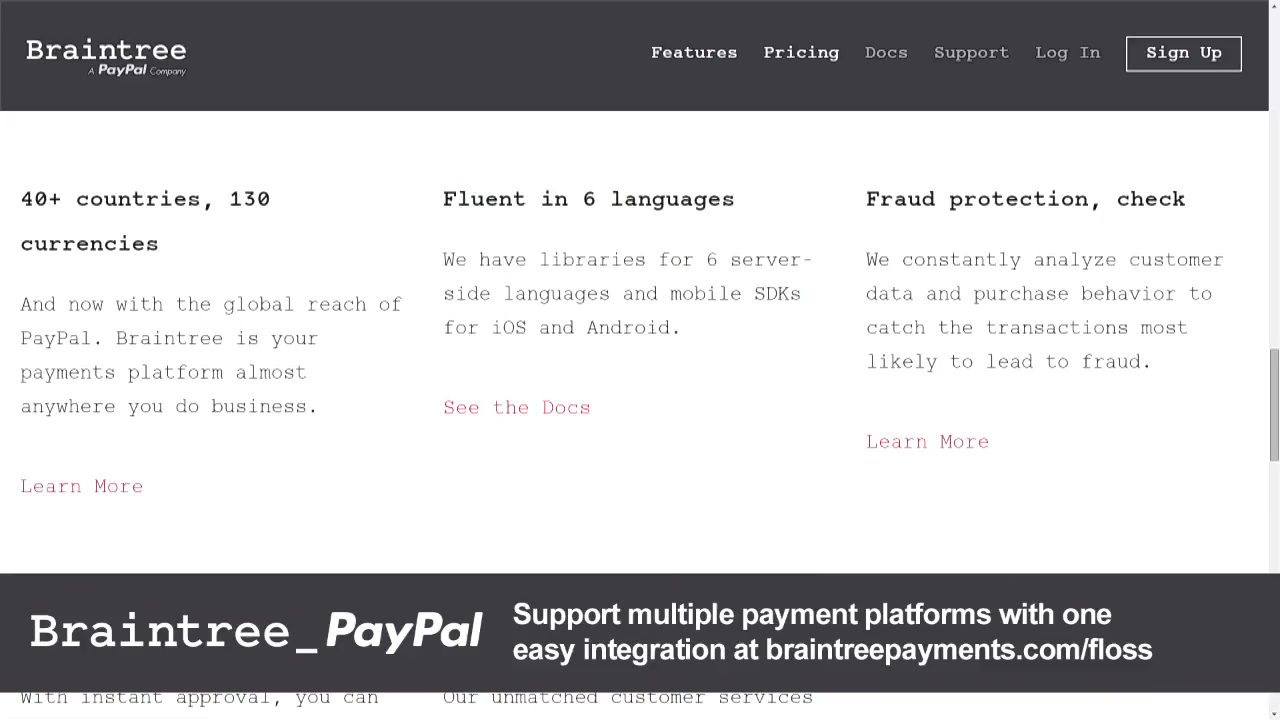 Braintree
A PayPal Company
Features Pricing Docs Support Log In Sign Up
40+ countries, 130
currencies
And now with the global reach of
PayPal. Braintree is your
payments platform almost
anywhere you do business.
Learn More
Fluent in 6 languages
We have libraries for 6 server-
side languages and mobile SDKs
for iOS and Android.
See the Docs
Fraud protection, check
We constantly analyze customer
data and purchase behavior to
catch the transactions most
likely to lead to fraud.
Learn More
Braintree_PayPal
Support multiple payment platforms with one
easy integration at braintreepayments.com/floss
With instant approval, you can
Our unmatched customer services